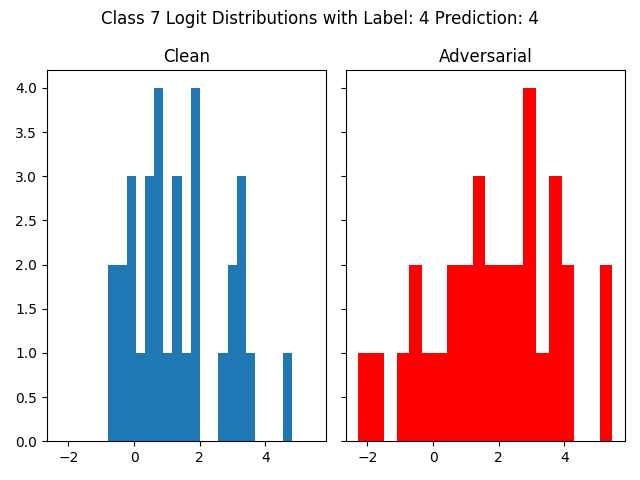 Class 7 Logit Distributions with Label: 4 Prediction: 4
Clean
Adversarial
4.0
3.5
3.0
2.5
2.0
1.5
1.0
0.5
0.0
−2 0 2 4
−2 0 2 4